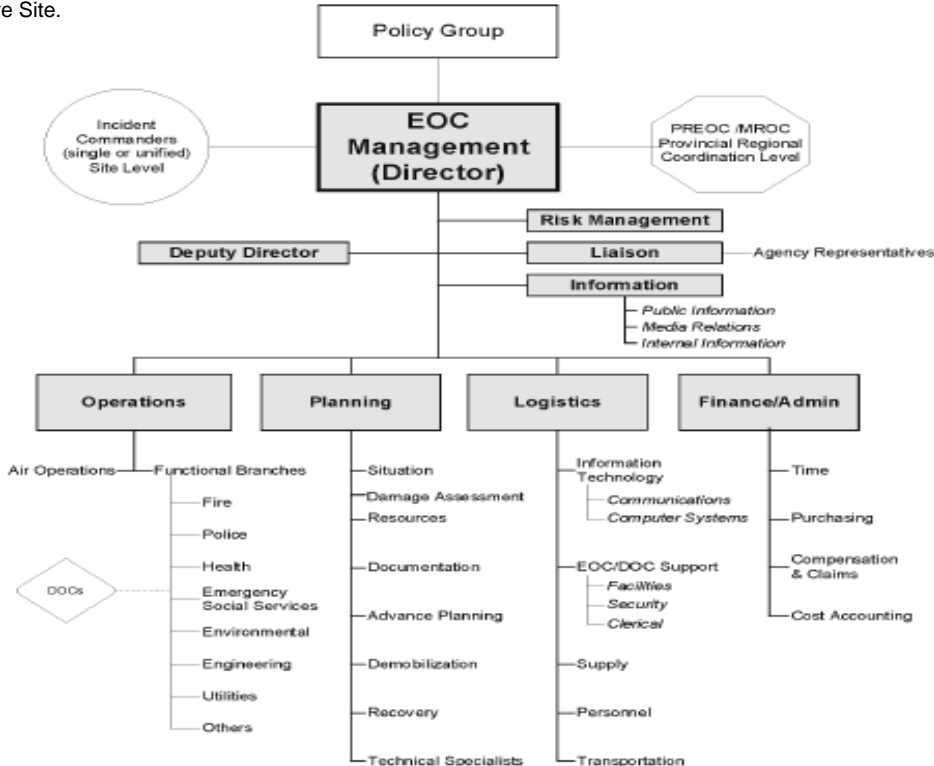 e Site.
Policy Group
Incident
Commanders
(single or unified)
Site Level
EOC
Management
(Director)
PREOC /MROC
Provincial Regional
Coordination Level
Risk Management
Deputy Director
Liaison
Agency Representatives
Information
Public Information
Media Relations
Internal Information
Operations
Planning
Logistics
Finance/Admin
Air Operations
Functional Branches
Fire
Police
Health
Emergency
Social Services
Environmental
Engineering
Utilities
Others
DOCs
Situation
Damage Assessment
Resources
Documentation
Advance Planning
Demobilization
Recovery
Technical Specialists
Information
Technology
Communications
Computer Systems
EOC/DOC Support
Facilities
Security
Clerical
Supply
Personnel
Transportation
Time
Purchasing
Compensation
& Claims
Cost Accounting